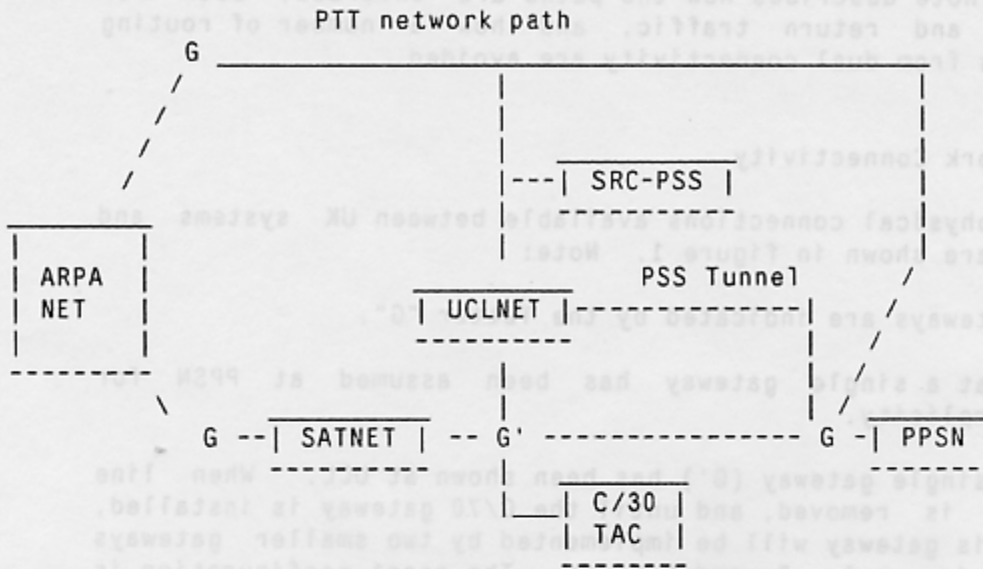 PTT network path
G
---| SRC-PSS |
ARPA
NET
PSS Tunnel
| UCLNET |
G --| SATNET | -- G' ------------------- G -| PPSN
C/30
TAC